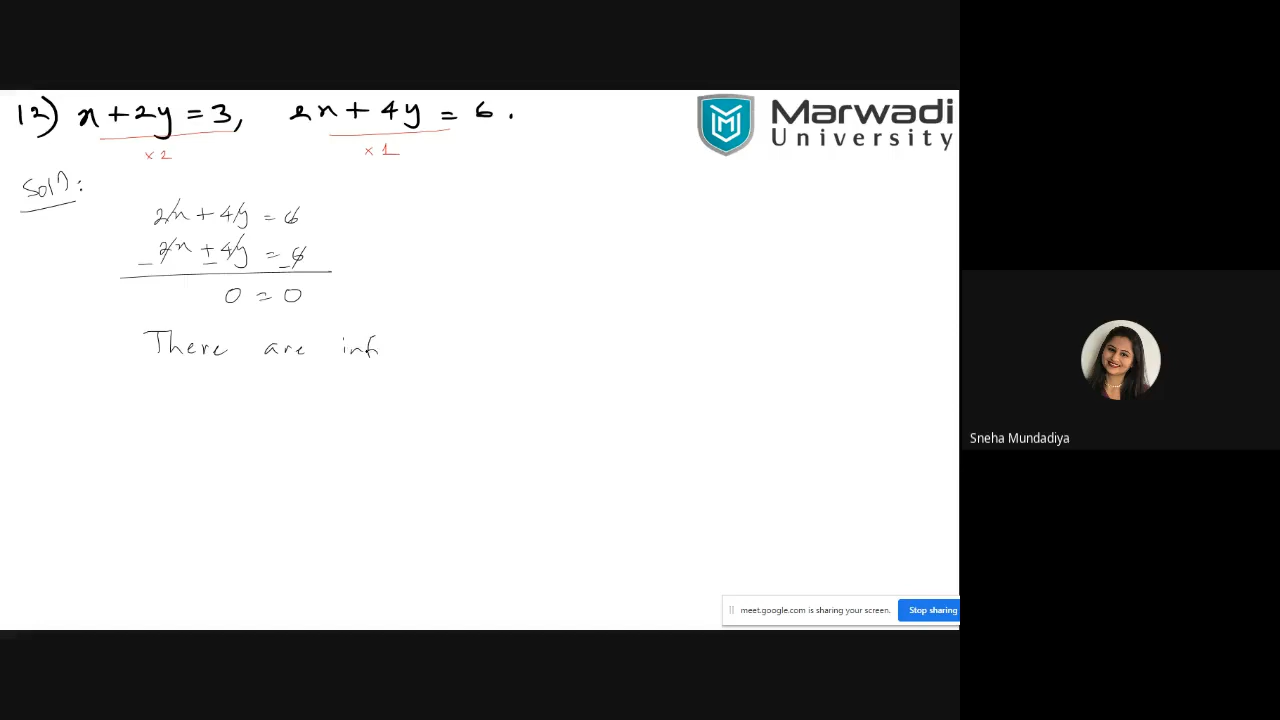 12) x + 2y = 3, 2x + 4y = 6.
×2 ×1
Marwadi
University
Solⁿ:
2x + 4y = 6
2x + 4y = 6
− − −
0 = 0
There are inf
Sneha Mundadiya
meet.google.com is sharing your screen.
Stop sharing